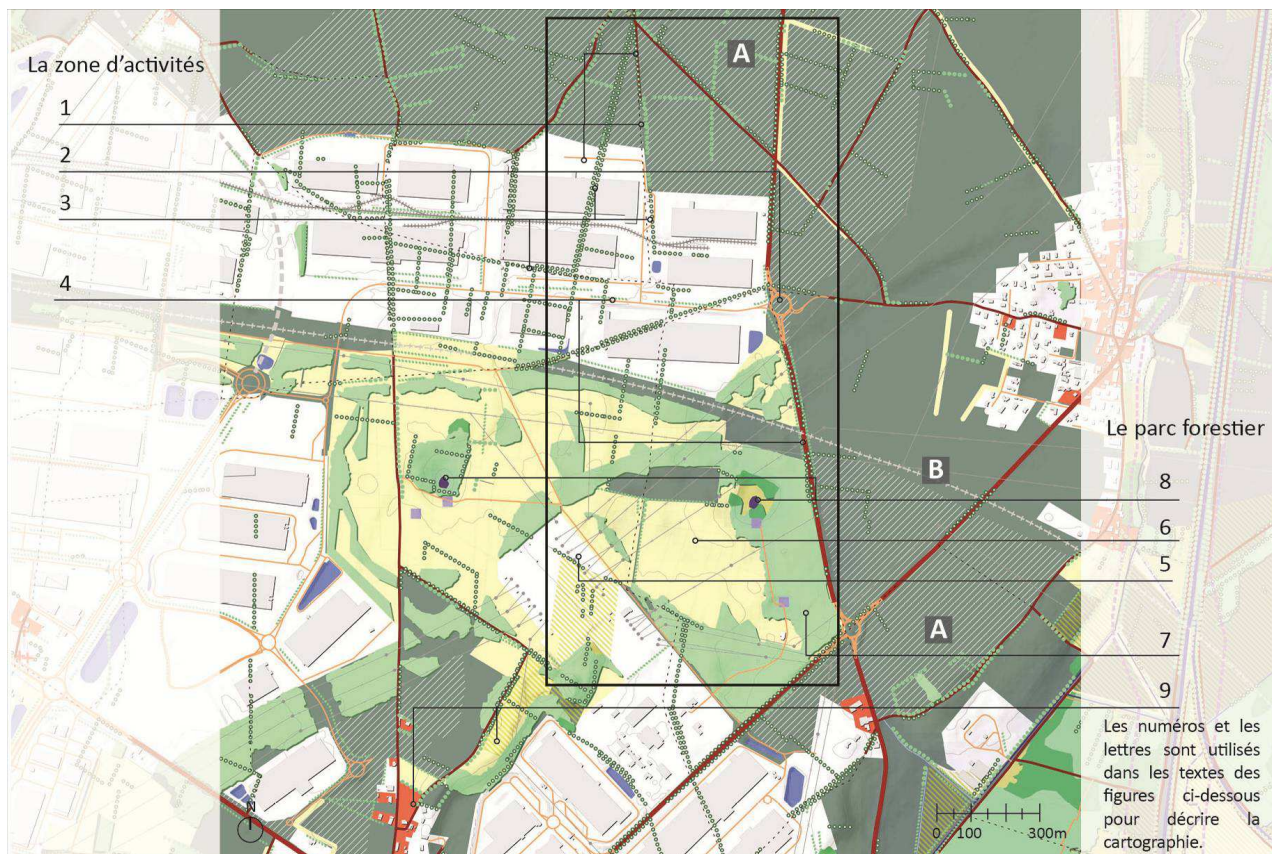 La zone d'activités
1
2
3
4
A
B
A
Le parc forestier
8
6
5
7
9
Les numéros et les
lettres sont utilisés
dans les textes des
figures ci-dessous
pour décrire la
cartographie.
N
0 100 300m